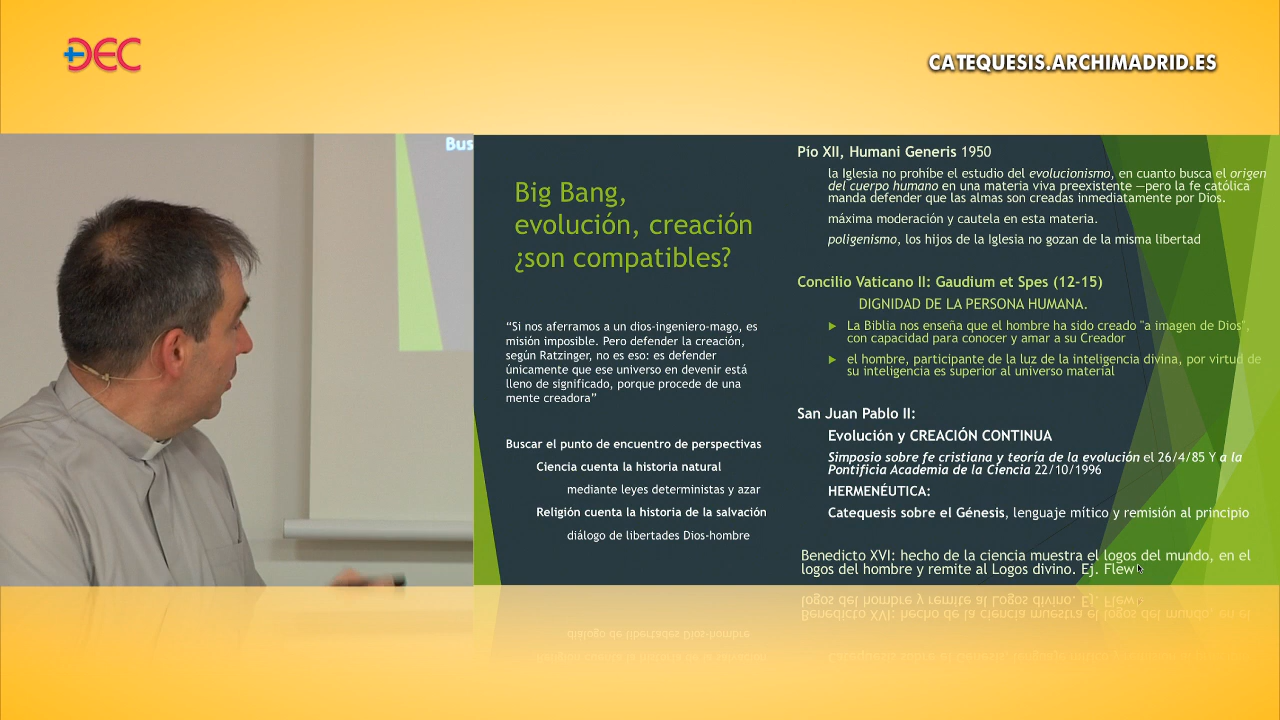 DEC
CATEQUESIS.ARCHIMADRID.ES
Bus
Big Bang,
evolución, creación
¿son compatibles?
“Si nos aferramos a un dios-ingeniero-mago, es
misión imposible. Pero defender la creación,
según Ratzinger, no es eso: es defender
únicamente que ese universo en devenir está
lleno de significado, porque procede de una
mente creadora”
Buscar el punto de encuentro de perspectivas
Ciencia cuenta la historia natural
mediante leyes deterministas y azar
Religión cuenta la historia de la salvación
diálogo de libertades Dios-hombre
Pío XII, Humani Generis 1950
la Iglesia no prohíbe el estudio del evolucionismo, en cuanto busca el origen
del cuerpo humano en una materia viva preexistente —pero la fe católica
manda defender que las almas son creadas inmediatamente por Dios.
máxima moderación y cautela en esta materia.
poligenismo, los hijos de la Iglesia no gozan de la misma libertad
Concilio Vaticano II: Gaudium et Spes (12-15)
DIGNIDAD DE LA PERSONA HUMANA.
La Biblia nos enseña que el hombre ha sido creado "a imagen de Dios",
con capacidad para conocer y amar a su Creador
el hombre, participante de la luz de la inteligencia divina, por virtud de
su inteligencia es superior al universo material
San Juan Pablo II:
Evolución y CREACIÓN CONTINUA
Simposio sobre fe cristiana y teoría de la evolución el 26/4/85 Y a la
Pontificia Academia de la Ciencia 22/10/1996
HERMENÉUTICA:
Catequesis sobre el Génesis, lenguaje mítico y remisión al principio
Benedicto XVI: hecho de la ciencia muestra el logos del mundo, en el
logos del hombre y remite al Logos divino. Ej. Flew